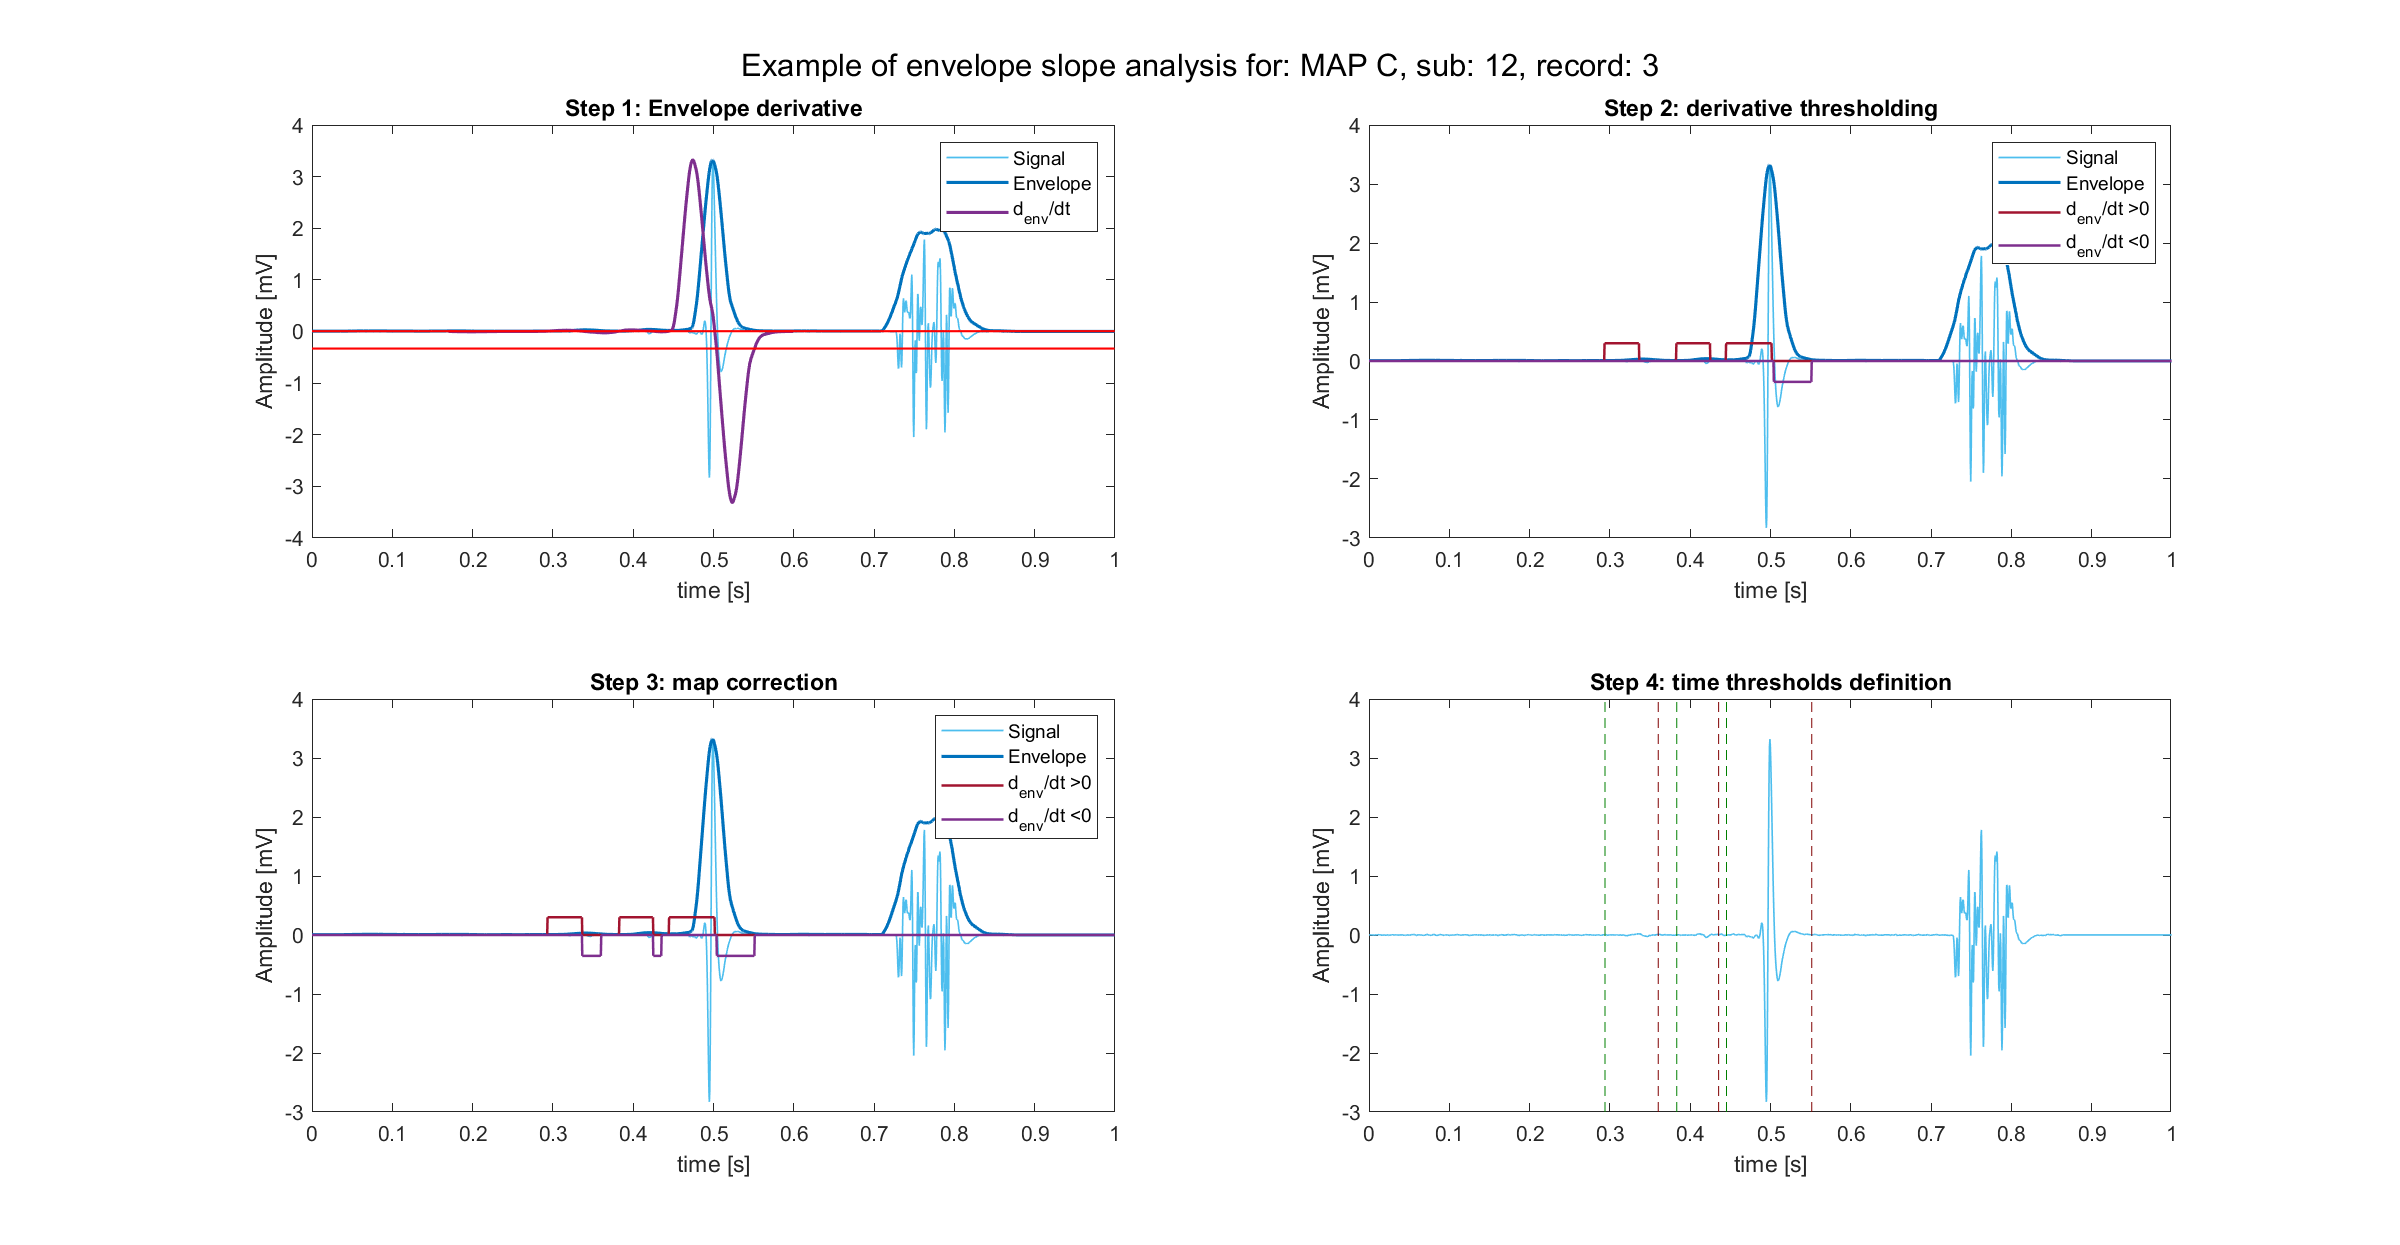 Example of envelope slope analysis for: MAP C, sub: 12, record: 3
Step 1: Envelope derivative
Amplitude [mV]
4
3
2
1
0
-1
-2
-3
-4
Signal
Envelope
d_env/dt
0 0.1 0.2 0.3 0.4 0.5 0.6 0.7 0.8 0.9 1
time [s]
Step 2: derivative thresholding
Amplitude [mV]
4
3
2
1
0
-1
-2
-3
Signal
Envelope
d_env/dt >0
d_env/dt <0
0 0.1 0.2 0.3 0.4 0.5 0.6 0.7 0.8 0.9 1
time [s]
Step 3: map correction
Amplitude [mV]
4
3
2
1
0
-1
-2
-3
Signal
Envelope
d_env/dt >0
d_env/dt <0
0 0.1 0.2 0.3 0.4 0.5 0.6 0.7 0.8 0.9 1
time [s]
Step 4: time thresholds definition
Amplitude [mV]
4
3
2
1
0
-1
-2
-3
0 0.1 0.2 0.3 0.4 0.5 0.6 0.7 0.8 0.9 1
time [s]